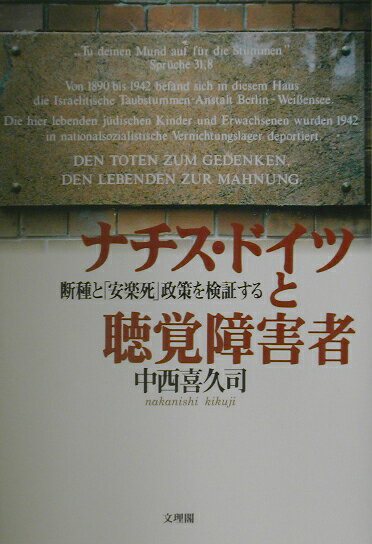 „Tu deinen Mund auf für die Stummen"
Sprüche 31,8
Von 1890 bis 1942 befand sich in diesem Haus
die Israelitische Taubstummen-Anstalt Berlin-Weißensee.
Die hier lebenden jüdischen Kinder und Erwachsenen wurden 1942
in nationalsozialistische Vernichtungslager deportiert.
DEN TOTEN ZUM GEDENKEN,
DEN LEBENDEN ZUR MAHNUNG.
ナチス・ドイツ
と
断種と「安楽死」政策を検証する
聴覚障害者
中西喜久司
nakanishi kikuji
文理閣